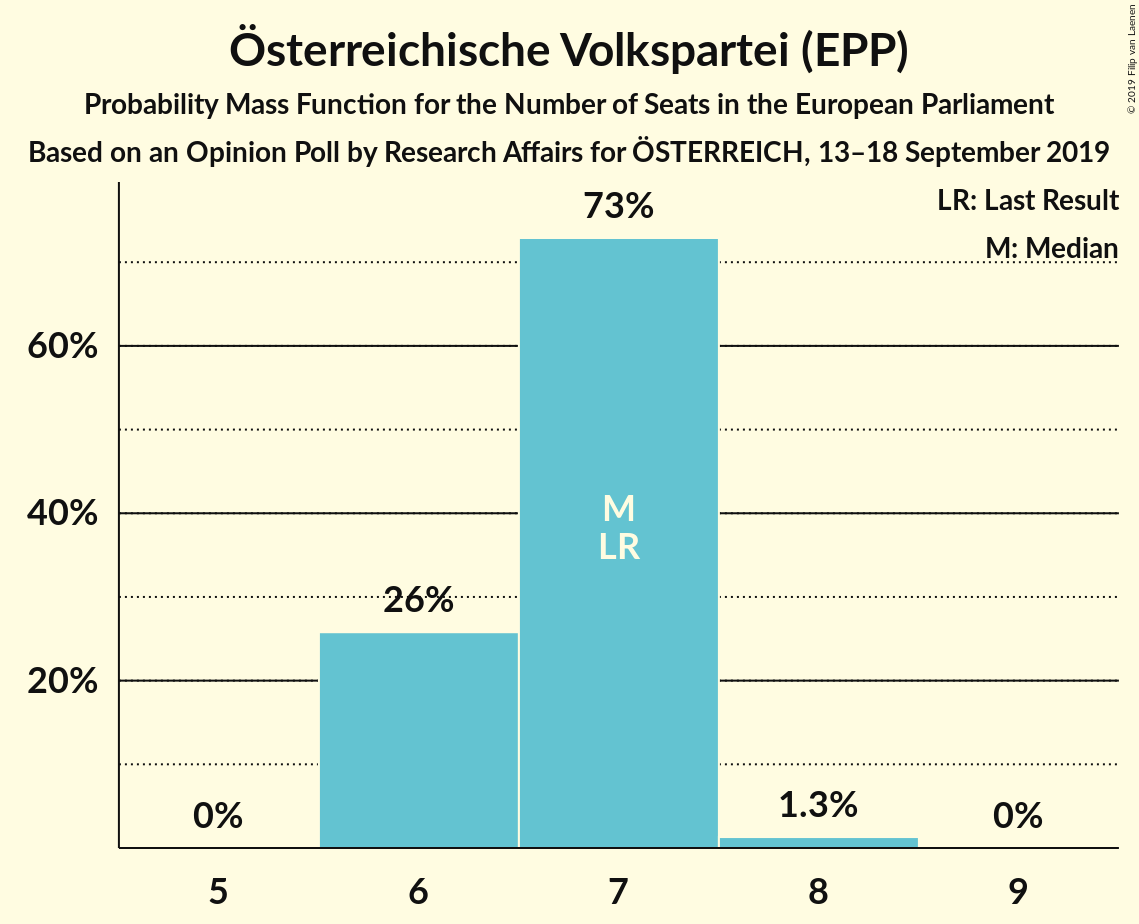 Österreichische Volkspartei (EPP)
Probability Mass Function for the Number of Seats in the European Parliament
Based on an Opinion Poll by Research Affairs for ÖSTERREICH, 13–18 September 2019
© 2019 Filip van Laenen
LR: Last Result
M: Median
73%
60%
M
40%
LR
26%
20%
1.3%
0%
0%
5 6 7 8 9